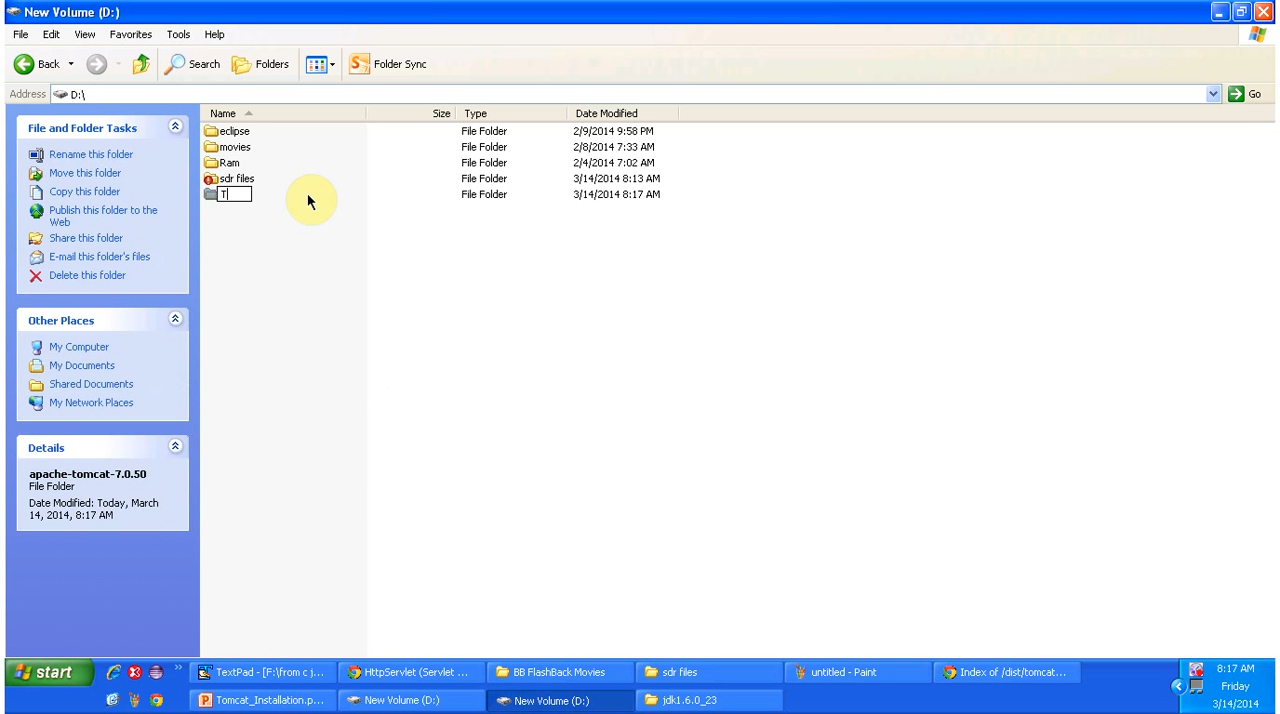 New Volume (D:)
File Edit View Favorites Tools Help
Back Search Folders Folder Sync
Address D:\ Go
Name Size Type Date Modified
File and Folder Tasks
Rename this folder
Move this folder
Copy this folder
Publish this folder to the
Web
Share this folder
E-mail this folder's files
Delete this folder
Other Places
My Computer
My Documents
Shared Documents
My Network Places
Details
apache-tomcat-7.0.50
File Folder
Date Modified: Today, March
14, 2014, 8:17 AM
eclipse File Folder 2/9/2014 9:58 PM
movies File Folder 2/8/2014 7:33 AM
Ram File Folder 2/4/2014 7:02 AM
sdr files File Folder 3/14/2014 8:13 AM
T File Folder 3/14/2014 8:17 AM
start TextPad - [F:\from c j... HttpServlet (Servlet ... BB FlashBack Movies sdr files untitled - Paint Index of /dist/tomcat... 8:17 AM
Friday
Tomcat_Installation.p... New Volume (D:) New Volume (D:) jdk1.6.0_23 3/14/2014